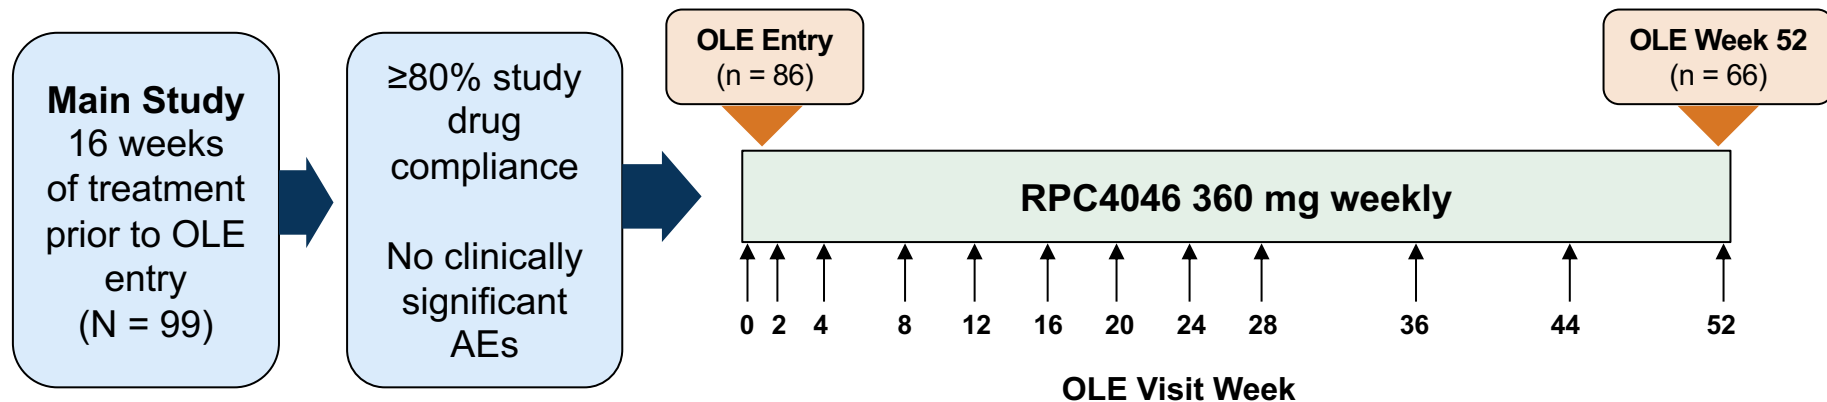 Main Study
16 weeks
of treatment
prior to OLE
entry
(N = 99)
≥80% study
drug
compliance
No clinically
significant
AEs
OLE Entry
(n = 86)
OLE Week 52
(n = 66)
RPC4046 360 mg weekly
0 2 4 8 12 16 20 24 28 36 44 52
OLE Visit Week